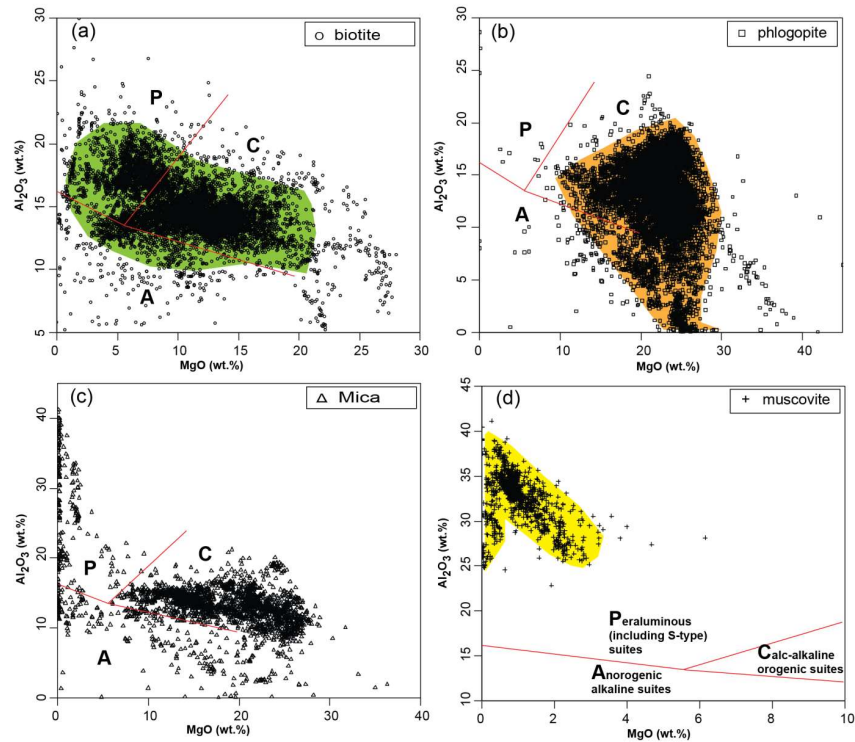 (a)
biotite
30
25
20
15
10
5
Al2O3 (wt.%)
P
C
A
0
5
10
15
20
25
30
MgO (wt.%)
(b)
phlogopite
30
25
20
15
10
5
0
Al2O3 (wt.%)
P
C
A
0
10
20
30
40
MgO (wt.%)
(c)
Mica
40
30
20
10
0
Al2O3 (wt.%)
P
C
A
0
10
20
30
40
MgO (wt.%)
(d)
muscovite
45
40
35
30
25
20
15
10
Al2O3 (wt.%)
Peraluminous
(including S-type)
suites
Calc-alkaline
orogenic suites
Anorogenic
alkaline suites
0
2
4
6
8
10
MgO (wt.%)